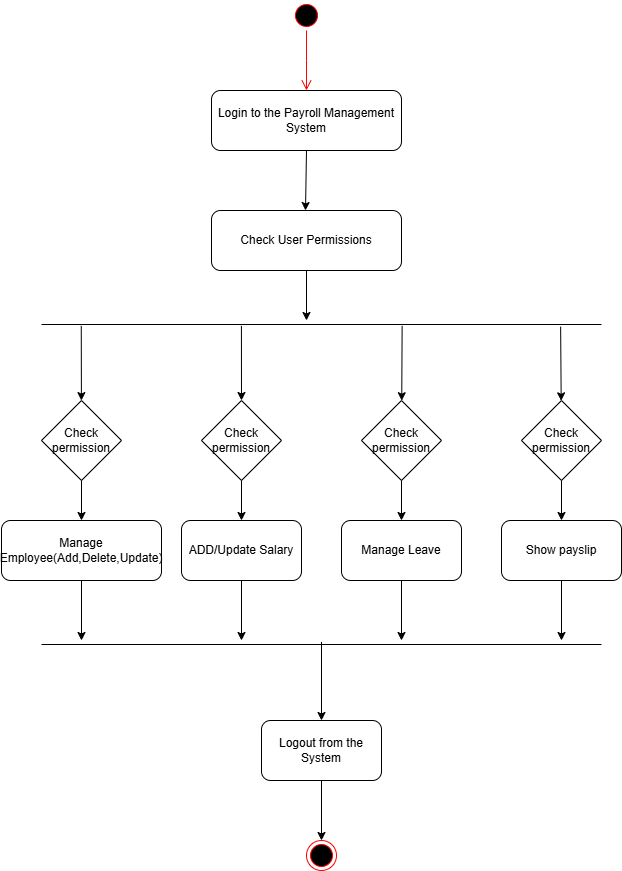 Login to the Payroll Management
System
Check User Permissions
Check
permission
Check
permission
Check
permission
Check
permission
Manage
Employee(Add,Delete,Update)
ADD/Update Salary
Manage Leave
Show payslip
Logout from the
System